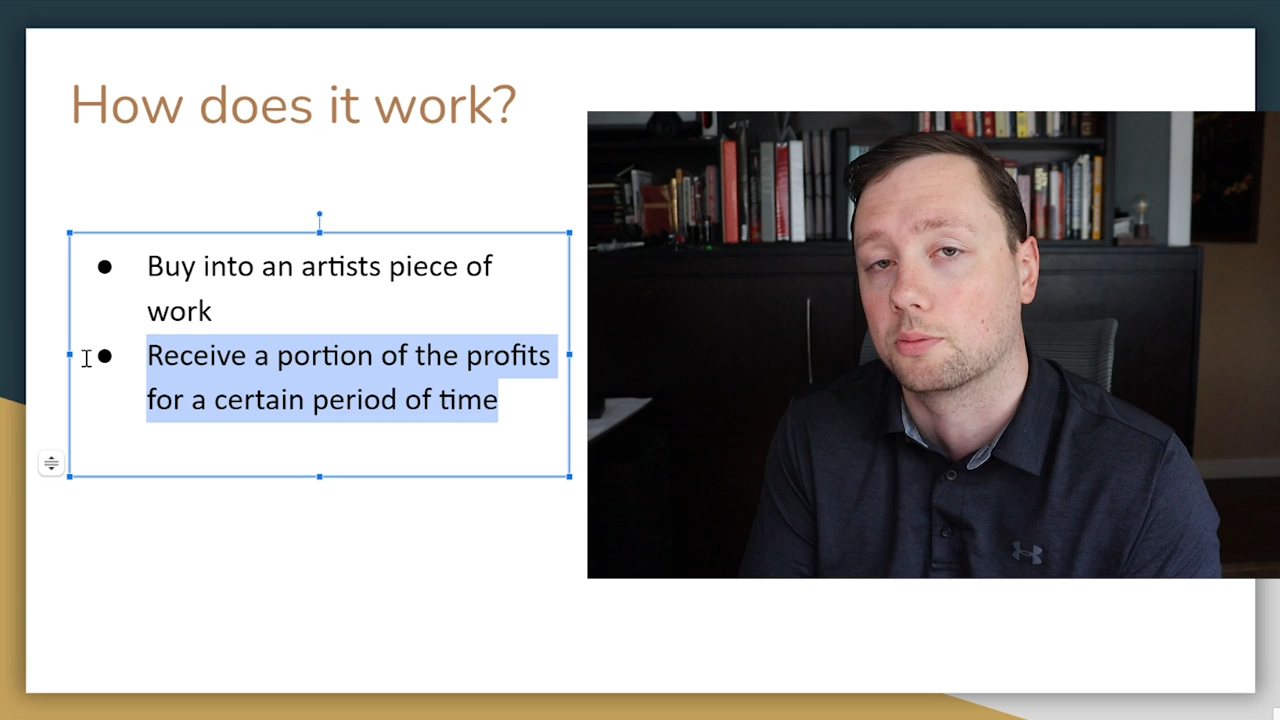 How does it work?
● Buy into an artists piece of
work
● Receive a portion of the profits
for a certain period of time